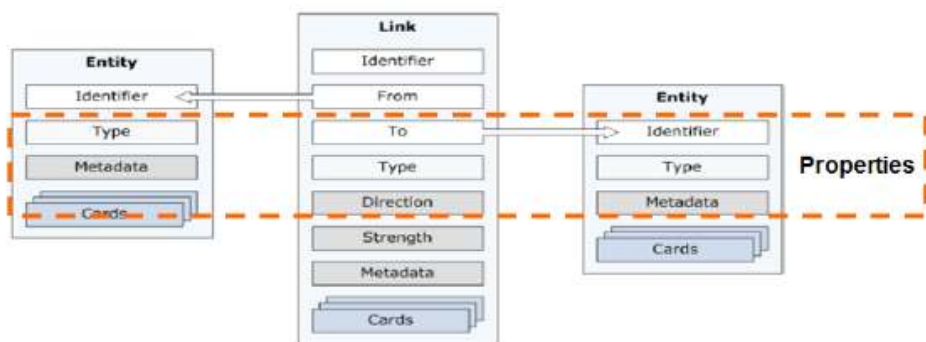 Entity
Identifier
Type
Metadata
Cards
Link
Identifier
From
To
Type
Direction
Strength
Metadata
Cards
Entity
Identifier
Type
Metadata
Cards
Properties